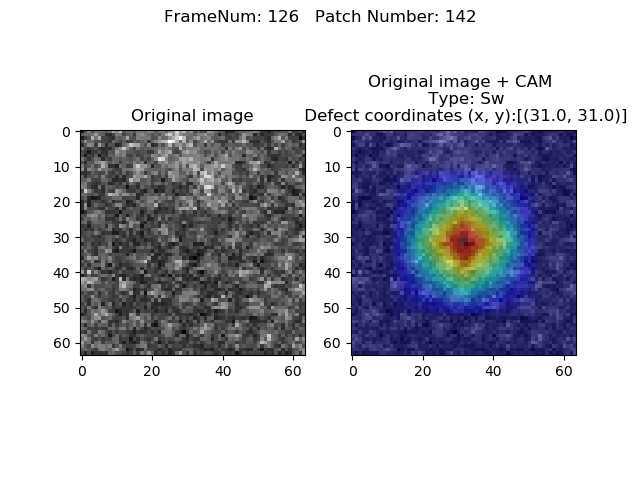 FrameNum: 126   Patch Number: 142
Original image
Original image + CAM
Type: Sw
Defect coordinates (x, y):[(31.0, 31.0)]
0
10
20
30
40
50
60
0 20 40 60
0
10
20
30
40
50
60
0 20 40 60